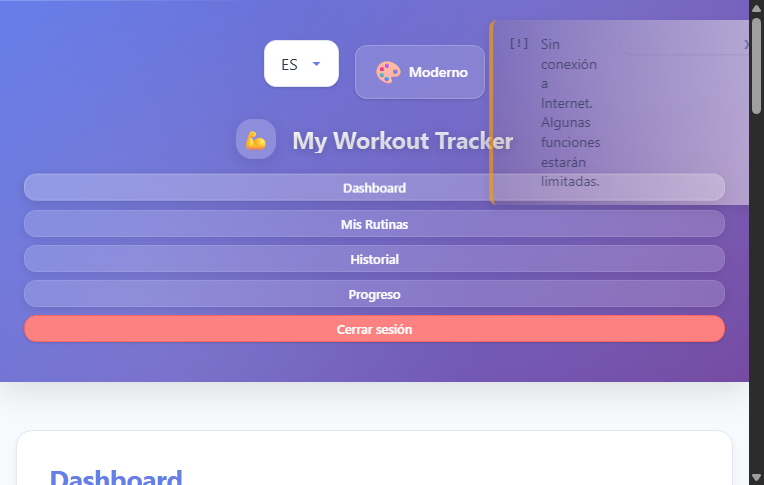 ES
Moderno
[!]
Sin
conexión
a
Internet.
Algunas
funciones
estarán
limitadas.
x
My Workout Tracker
Dashboard
Mis Rutinas
Historial
Progreso
Cerrar sesión
Dashboard